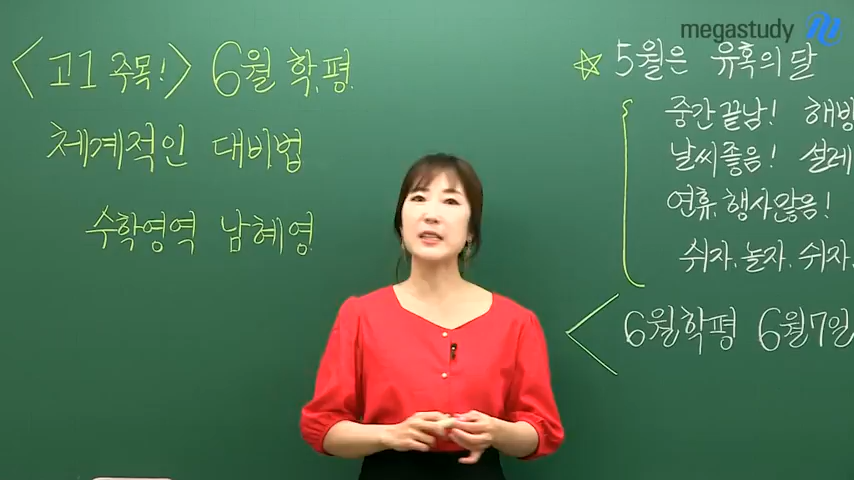 megastudy
<고1 주목!> 6월 학.평.
체계적인 대비법
수학영역 남혜영
☆ 5월은 유혹의 달
중간 끝남! 해방
날씨 좋음! 설레
연휴, 행사많음!
쉬자. 놀자. 쉬자.
< 6월학평 6월7일